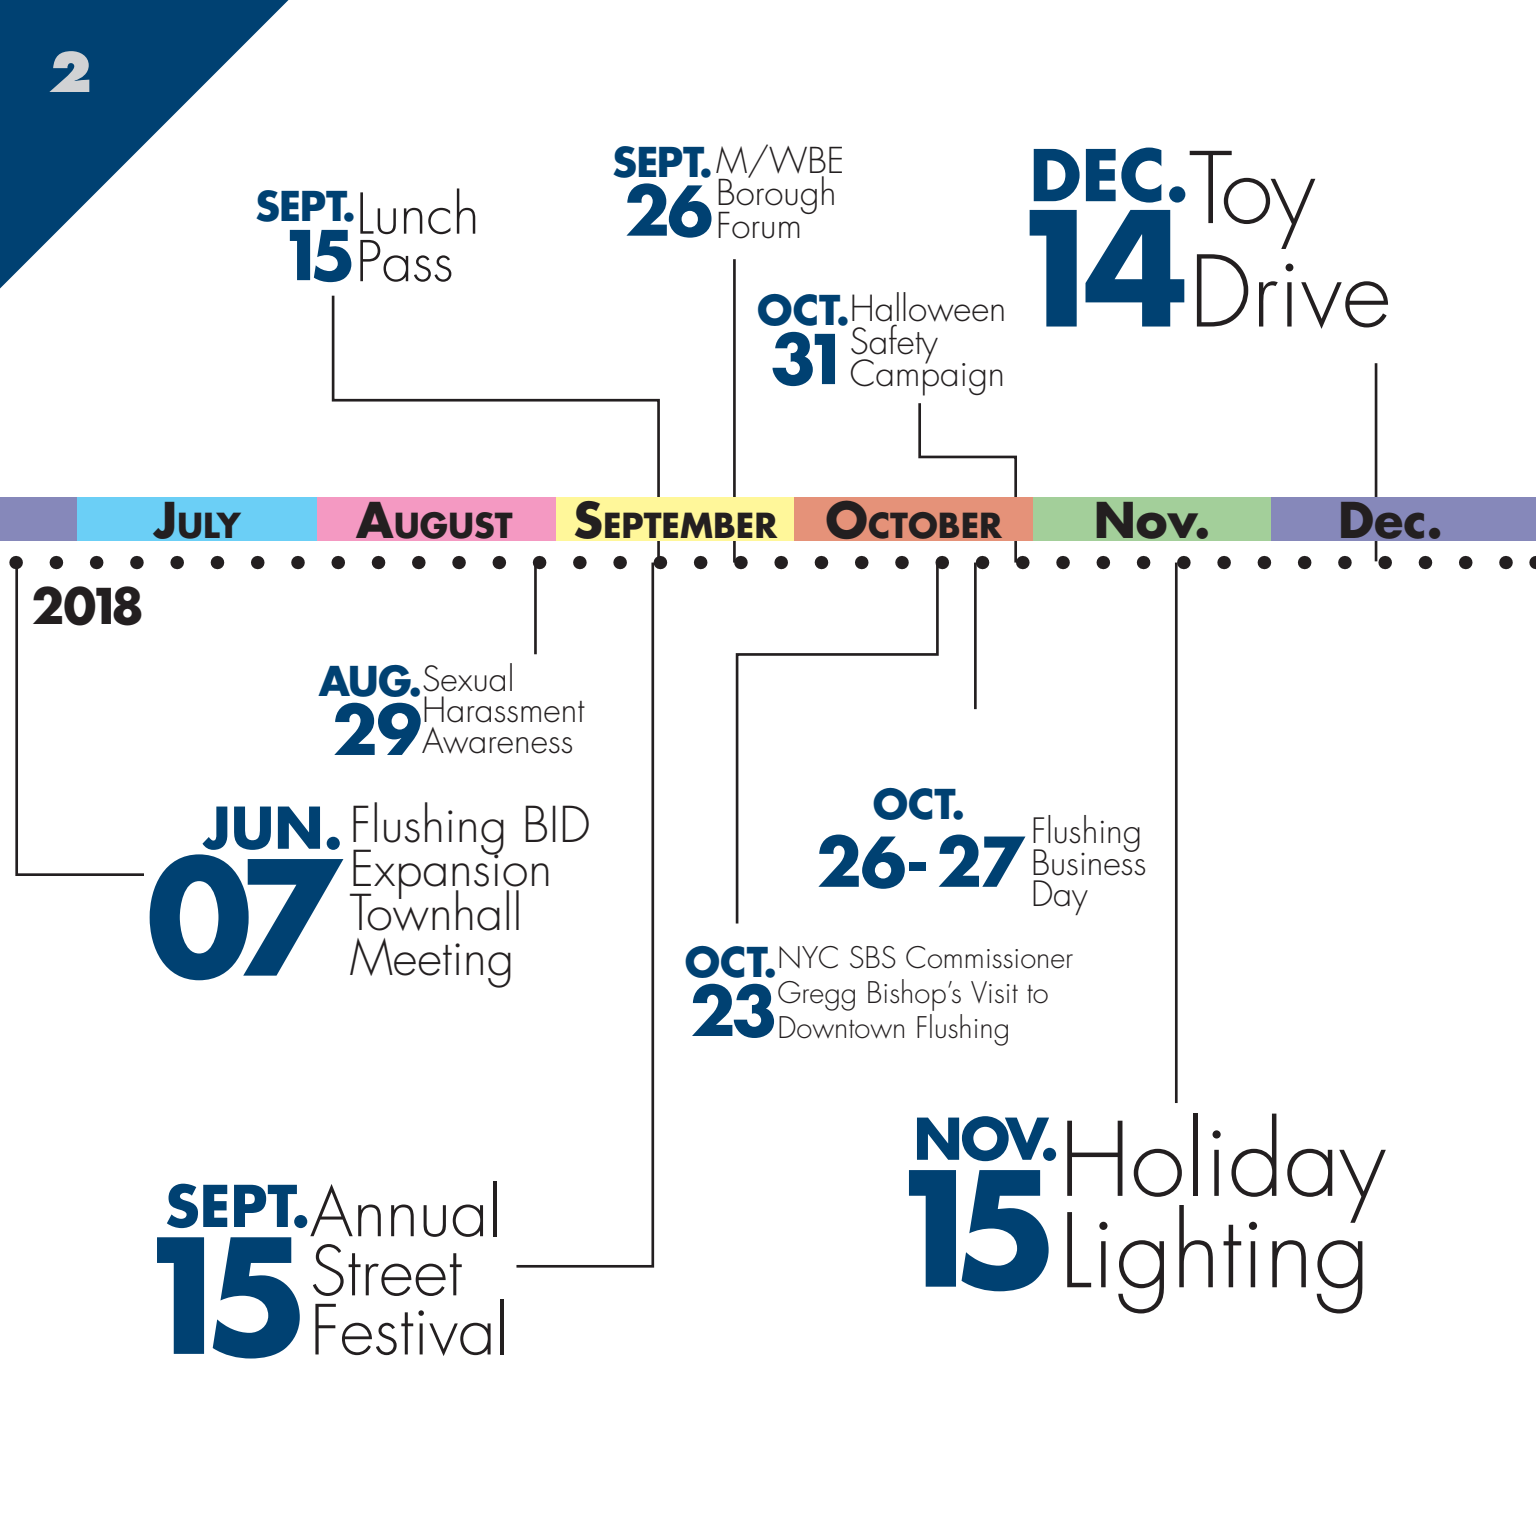 2
SEPT.
15
Lunch
Pass
SEPT.
26
M/WBE
Borough
Forum
OCT.
31
Halloween
Safety
Campaign
DEC.
14
Toy
Drive
JULY AUGUST SEPTEMBER OCTOBER Nov. Dec.
2018
AUG.
29
Sexual
Harassment
Awareness
JUN.
07
Flushing BID
Expansion
Townhall
Meeting
OCT.
26-27
Flushing
Business
Day
OCT.
23
NYC SBS Commissioner
Gregg Bishop's Visit to
Downtown Flushing
SEPT.
15
Annual
Street
Festival
NOV.
15
Holiday
Lighting